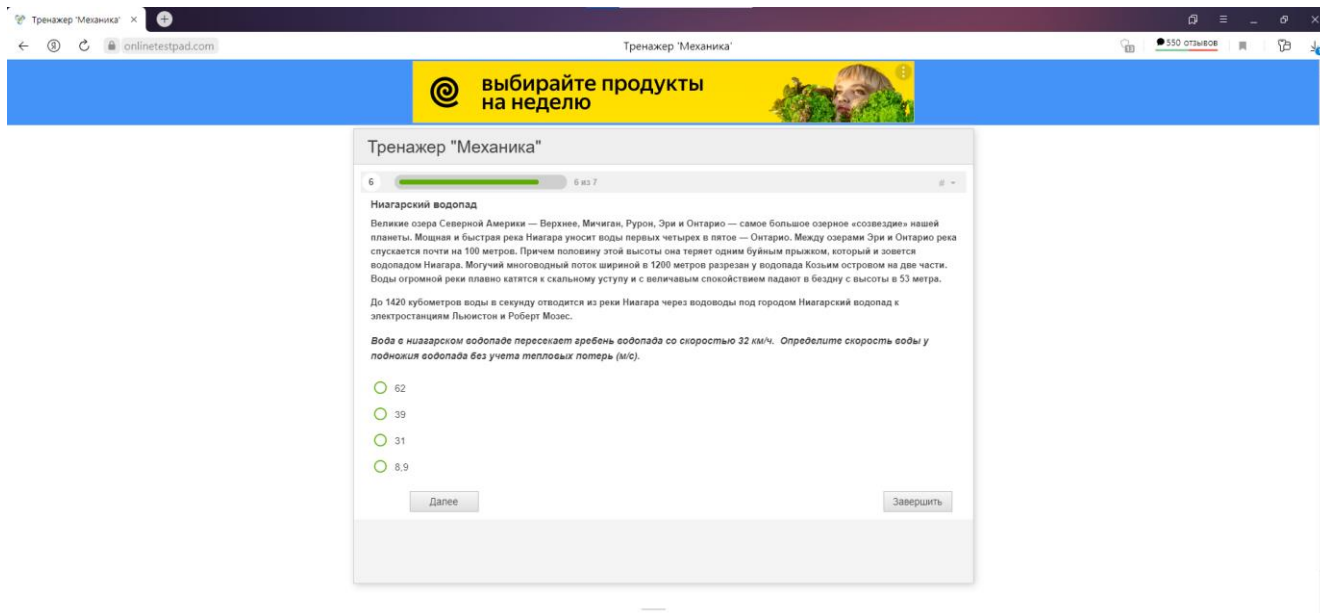 Тренажер 'Механика'
onlinetestpad.com
Тренажер 'Механика'
550 отзывов
выбирайте продукты
на неделю
Тренажер "Механика"
6
6 из 7
Ниагарский водопад
Великие озера Северной Америки — Верхнее, Мичиган, Рурон, Эри и Онтарио — самое большое озерное «созвездие» нашей
планеты. Мощная и быстрая река Ниагара уносит воды первых четырех в пятое — Онтарио. Между озерами Эри и Онтарио река
спускается почти на 100 метров. Причем половину этой высоты она теряет одним буйным прыжком, который и зовется
водопадом Ниагара. Могучий многоводный поток шириной в 1200 метров разрезан у водопада Козьим островом на две части.
Воды огромной реки плавно катятся к скальному уступу и с величавым спокойствием падают в бездну с высоты в 53 метра.
До 1420 кубометров воды в секунду отводится из реки Ниагара через водоводы под городом Ниагарский водопад к
электростанциям Льюистон и Роберт Мозес.
Вода в ниагарском водопаде пересекает гребень водопада со скоростью 32 км/ч. Определите скорость воды у
подножия водопада без учета тепловых потерь (м/с).
62
39
31
8,9
Далее
Завершить